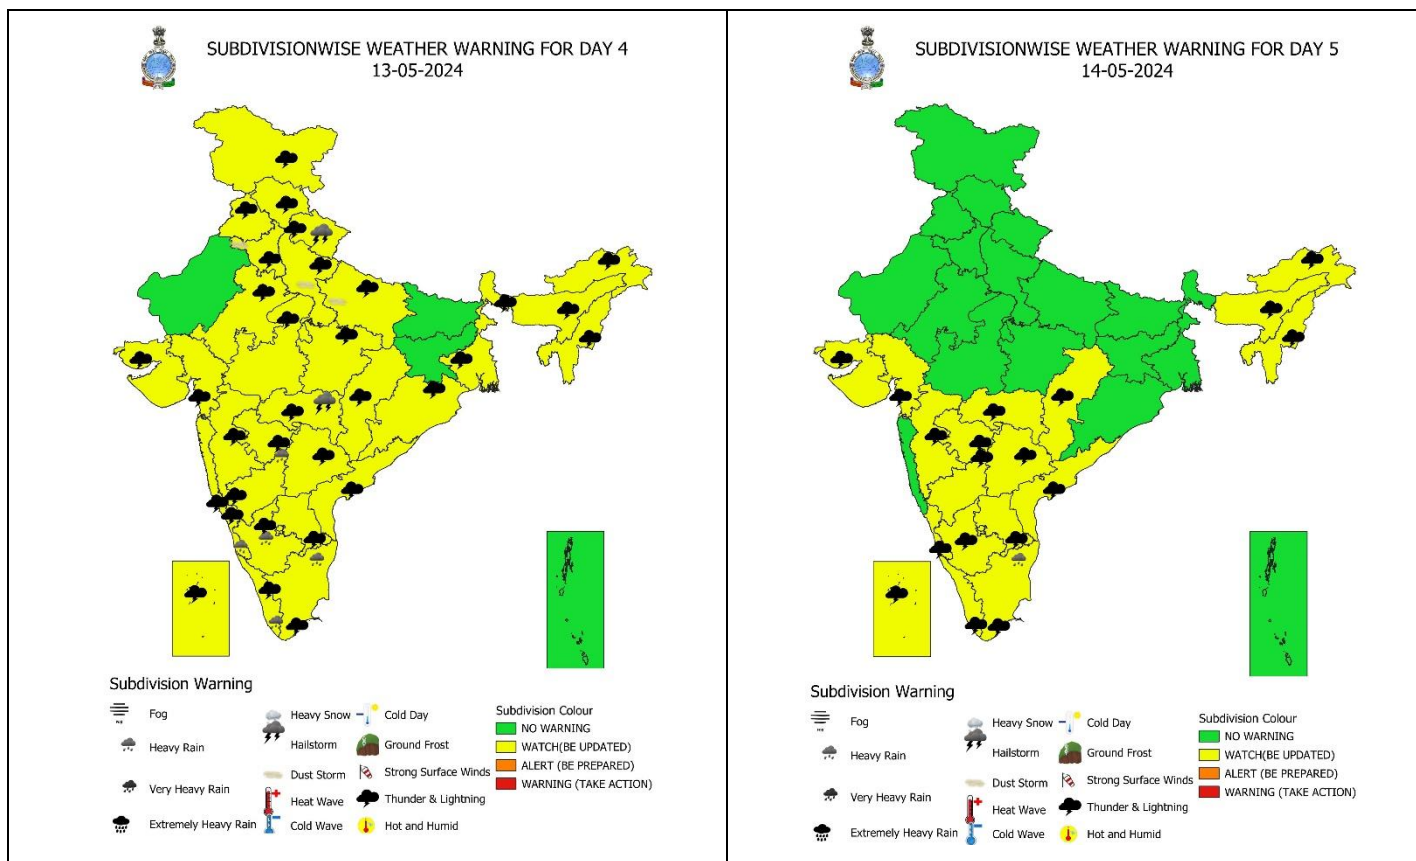 SUBDIVISIONWISE WEATHER WARNING FOR DAY 4
13-05-2024
Subdivision Warning
Fog
Heavy Rain
Very Heavy Rain
Extremely Heavy Rain
Heavy Snow
Hailstorm
Dust Storm
Heat Wave
Cold Wave
Cold Day
Ground Frost
Strong Surface Winds
Thunder & Lightning
Hot and Humid
Subdivision Colour
NO WARNING
WATCH(BE UPDATED)
ALERT (BE PREPARED)
WARNING (TAKE ACTION)
SUBDIVISIONWISE WEATHER WARNING FOR DAY 5
14-05-2024
Subdivision Warning
Fog
Heavy Rain
Very Heavy Rain
Extremely Heavy Rain
Heavy Snow
Hailstorm
Dust Storm
Heat Wave
Cold Wave
Cold Day
Ground Frost
Strong Surface Winds
Thunder & Lightning
Hot and Humid
Subdivision Colour
NO WARNING
WATCH(BE UPDATED)
ALERT (BE PREPARED)
WARNING (TAKE ACTION)